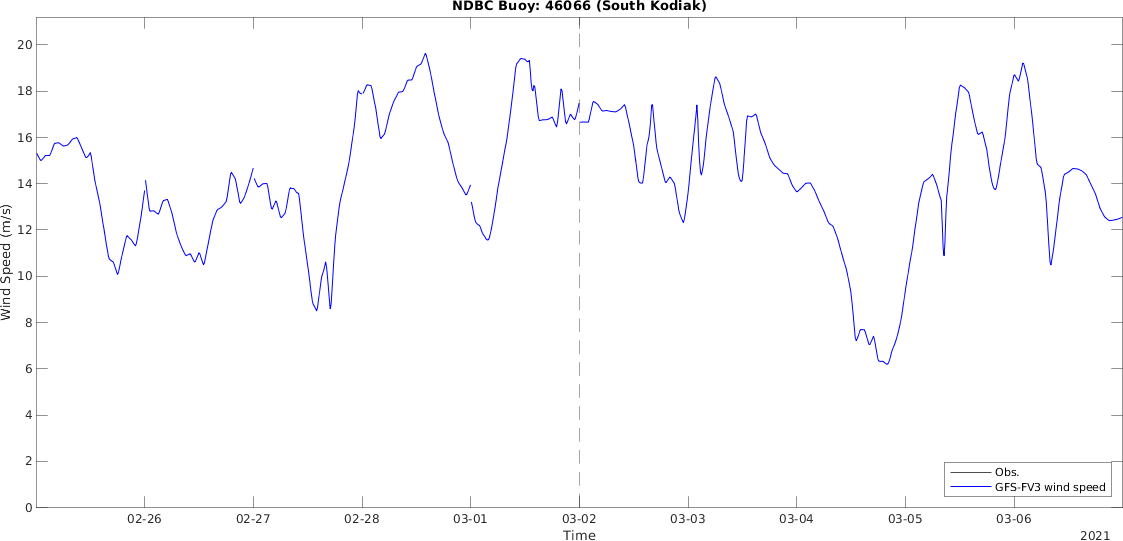 NDBC Buoy: 46066 (South Kodiak)
Wind Speed (m/s)
20
18
16
14
12
10
8
6
4
2
0
Obs.
GFS-FV3 wind speed
02-26 02-27 02-28 03-01 03-02 03-03 03-04 03-05 03-06
Time
2021